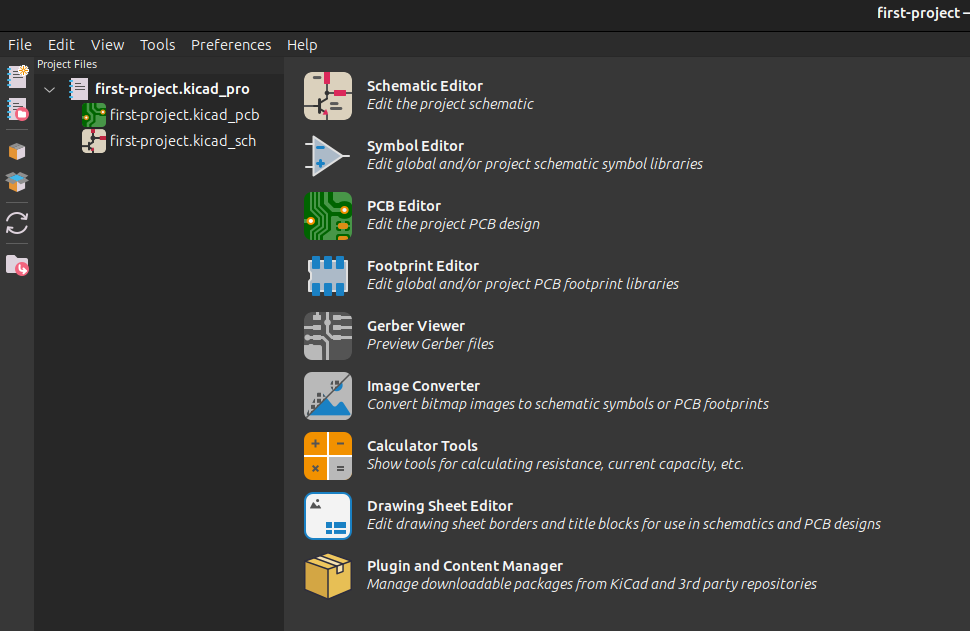 first-project —
File Edit View Tools Preferences Help
Project Files
first-project.kicad_pro
first-project.kicad_pcb
first-project.kicad_sch
Schematic Editor
Edit the project schematic
Symbol Editor
Edit global and/or project schematic symbol libraries
PCB Editor
Edit the project PCB design
Footprint Editor
Edit global and/or project PCB footprint libraries
Gerber Viewer
Preview Gerber files
Image Converter
Convert bitmap images to schematic symbols or PCB footprints
Calculator Tools
Show tools for calculating resistance, current capacity, etc.
Drawing Sheet Editor
Edit drawing sheet borders and title blocks for use in schematics and PCB designs
Plugin and Content Manager
Manage downloadable packages from KiCad and 3rd party repositories